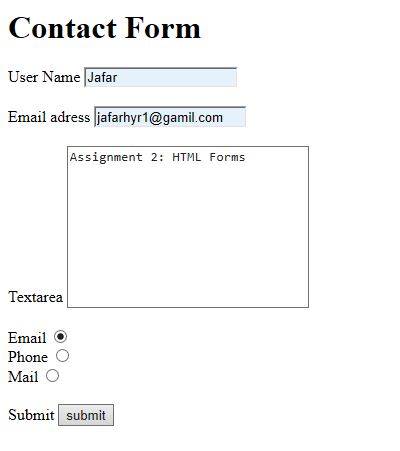 Contact Form
User Name Jafar
Email adress jafarhyr1@gamil.com
Assignment 2: HTML Forms
Textarea
Email
Phone
Mail
Submit submit